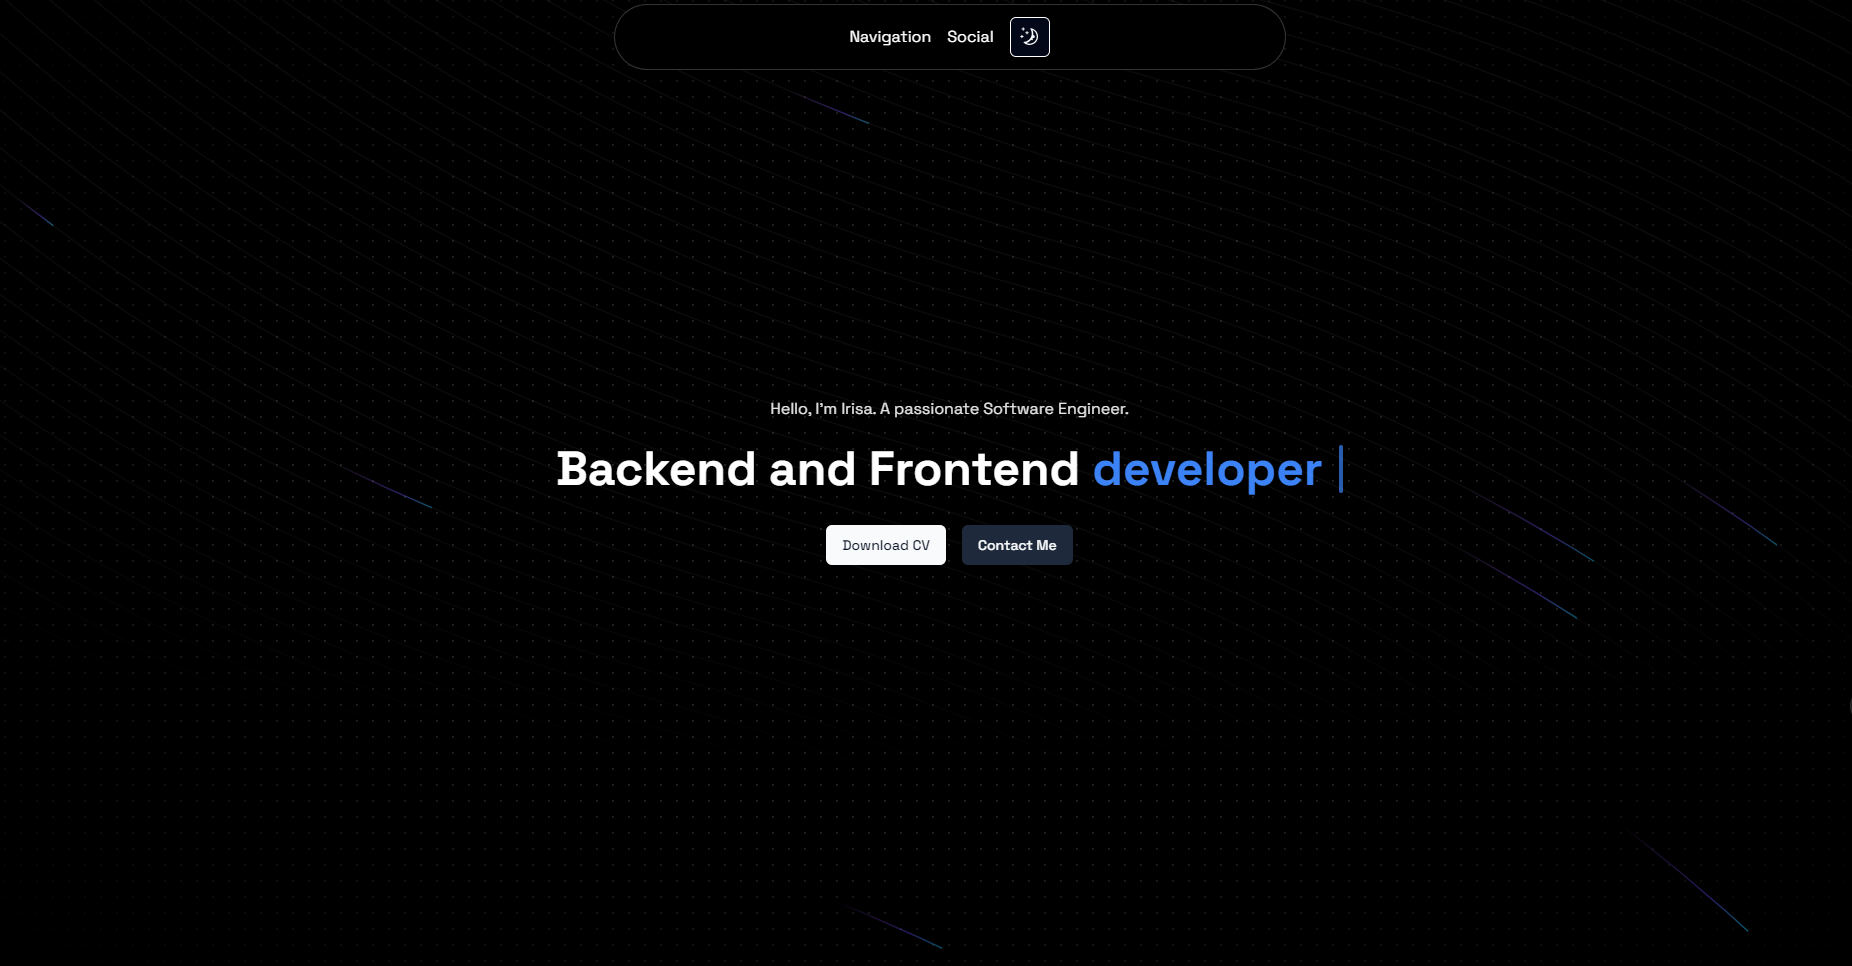 Navigation Social
Hello, I'm Irisa. A passionate Software Engineer.
Backend and Frontend developer
Download CV Contact Me